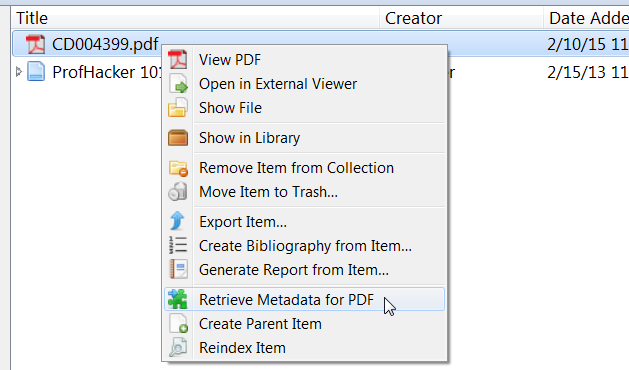 Title Creator Date Adde
CD004399.pdf 2/10/15 11
ProfHacker 101 r 2/15/13 11
View PDF
Open in External Viewer
Show File
Show in Library
Remove Item from Collection
Move Item to Trash...
Export Item...
Create Bibliography from Item...
Generate Report from Item...
Retrieve Metadata for PDF
Create Parent Item
Reindex Item